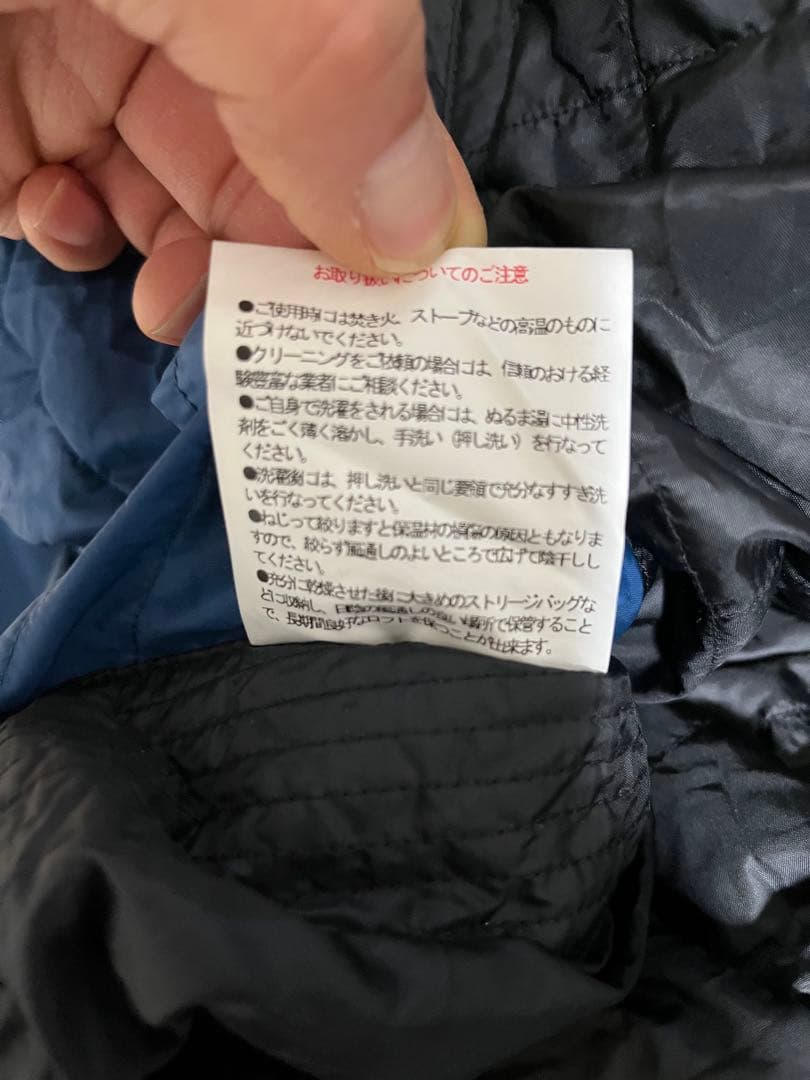 お取り扱いについてのご注意
●ご使用時には焚き火、ストーブなどの高温のものに
近づけないでください。
●クリーニングをご依頼の場合には、信頼のおける経
験豊富な業者にご相談ください。
●ご自身で洗濯をされる場合には、ぬるま湯に中性洗
剤をごく薄く溶かし、手洗い（押し洗い）を行なって
ください。
●洗濯後には、押し洗いと同じ要領で充分なすすぎ洗
いを行なってください。
●ねじって絞りますと保温材の損傷の原因ともなりま
すので、絞らず風通しのよいところで広げて陰干しし
てください。
●充分に乾燥させた後に大きめのストリージバッグな
どに収納し、日陰の風通しの良い場所で保管すること
で、長期間良好なロフトを保つことが出来ます。